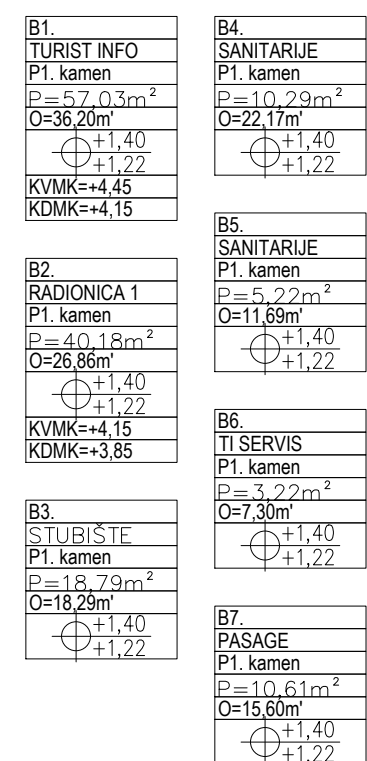 B1.
TURIST INFO
P1. kamen
P=57,03m²
O=36,20m'
+1,40
+1,22
KVMK=+4,45
KDMK=+4,15
B2.
RADIONICA 1
P1. kamen
P=40,18m²
O=26,86m'
+1,40
+1,22
KVMK=+4,15
KDMK=+3,85
B3.
STUBIŠTE
P1. kamen
P=18,79m²
O=18,29m'
+1,40
+1,22
B4.
SANITARIJE
P1. kamen
P=10,29m²
O=22,17m'
+1,40
+1,22
B5.
SANITARIJE
P1. kamen
P=5,22m²
O=11,69m'
+1,40
+1,22
B6.
TI SERVIS
P1. kamen
P=3,22m²
O=7,30m'
+1,40
+1,22
B7.
PASAGE
P1. kamen
P=10,61m²
O=15,60m'
+1,40
+1,22